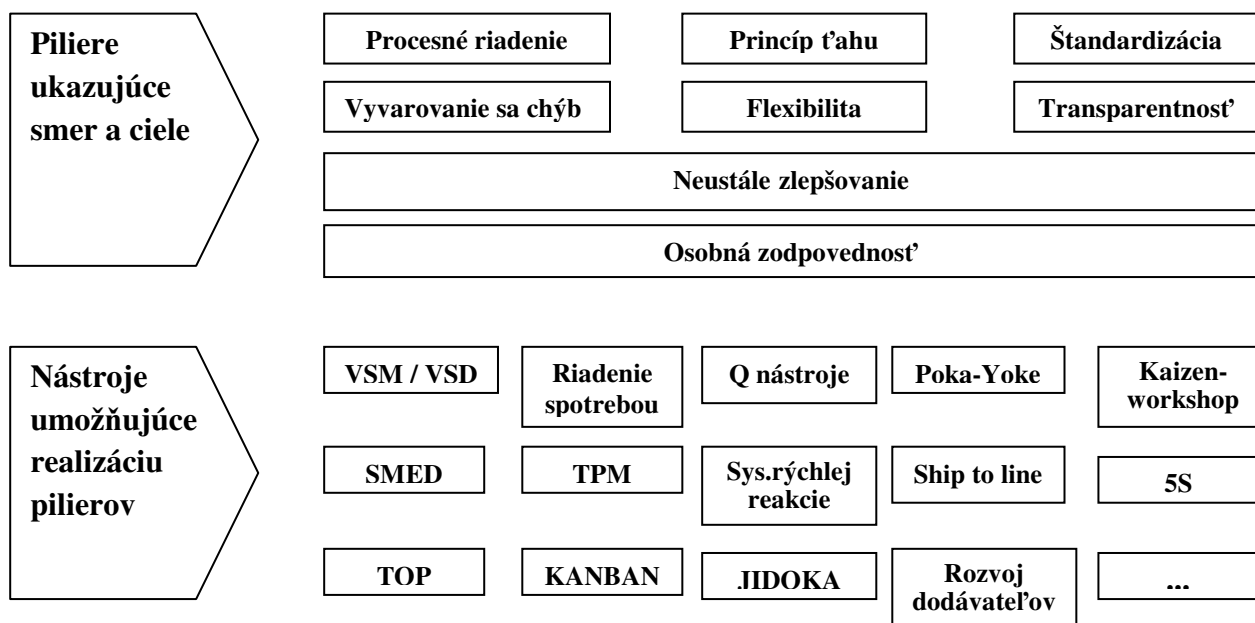 Piliere
ukazujúce
smer a ciele
Procesné riadenie
Princíp ťahu
Štandardizácia
Vyvarovanie sa chýb
Flexibilita
Transparentnosť
Neustále zlepšovanie
Osobná zodpovednosť
Nástroje
umožňujúce
realizáciu
pilierov
VSM / VSD
Riadenie
spotrebou
Q nástroje
Poka-Yoke
Kaizen-
workshop
SMED
TPM
Sys.rýchlej
reakcie
Ship to line
5S
TOP
KANBAN
JIDOKA
Rozvoj
dodávateľov
...